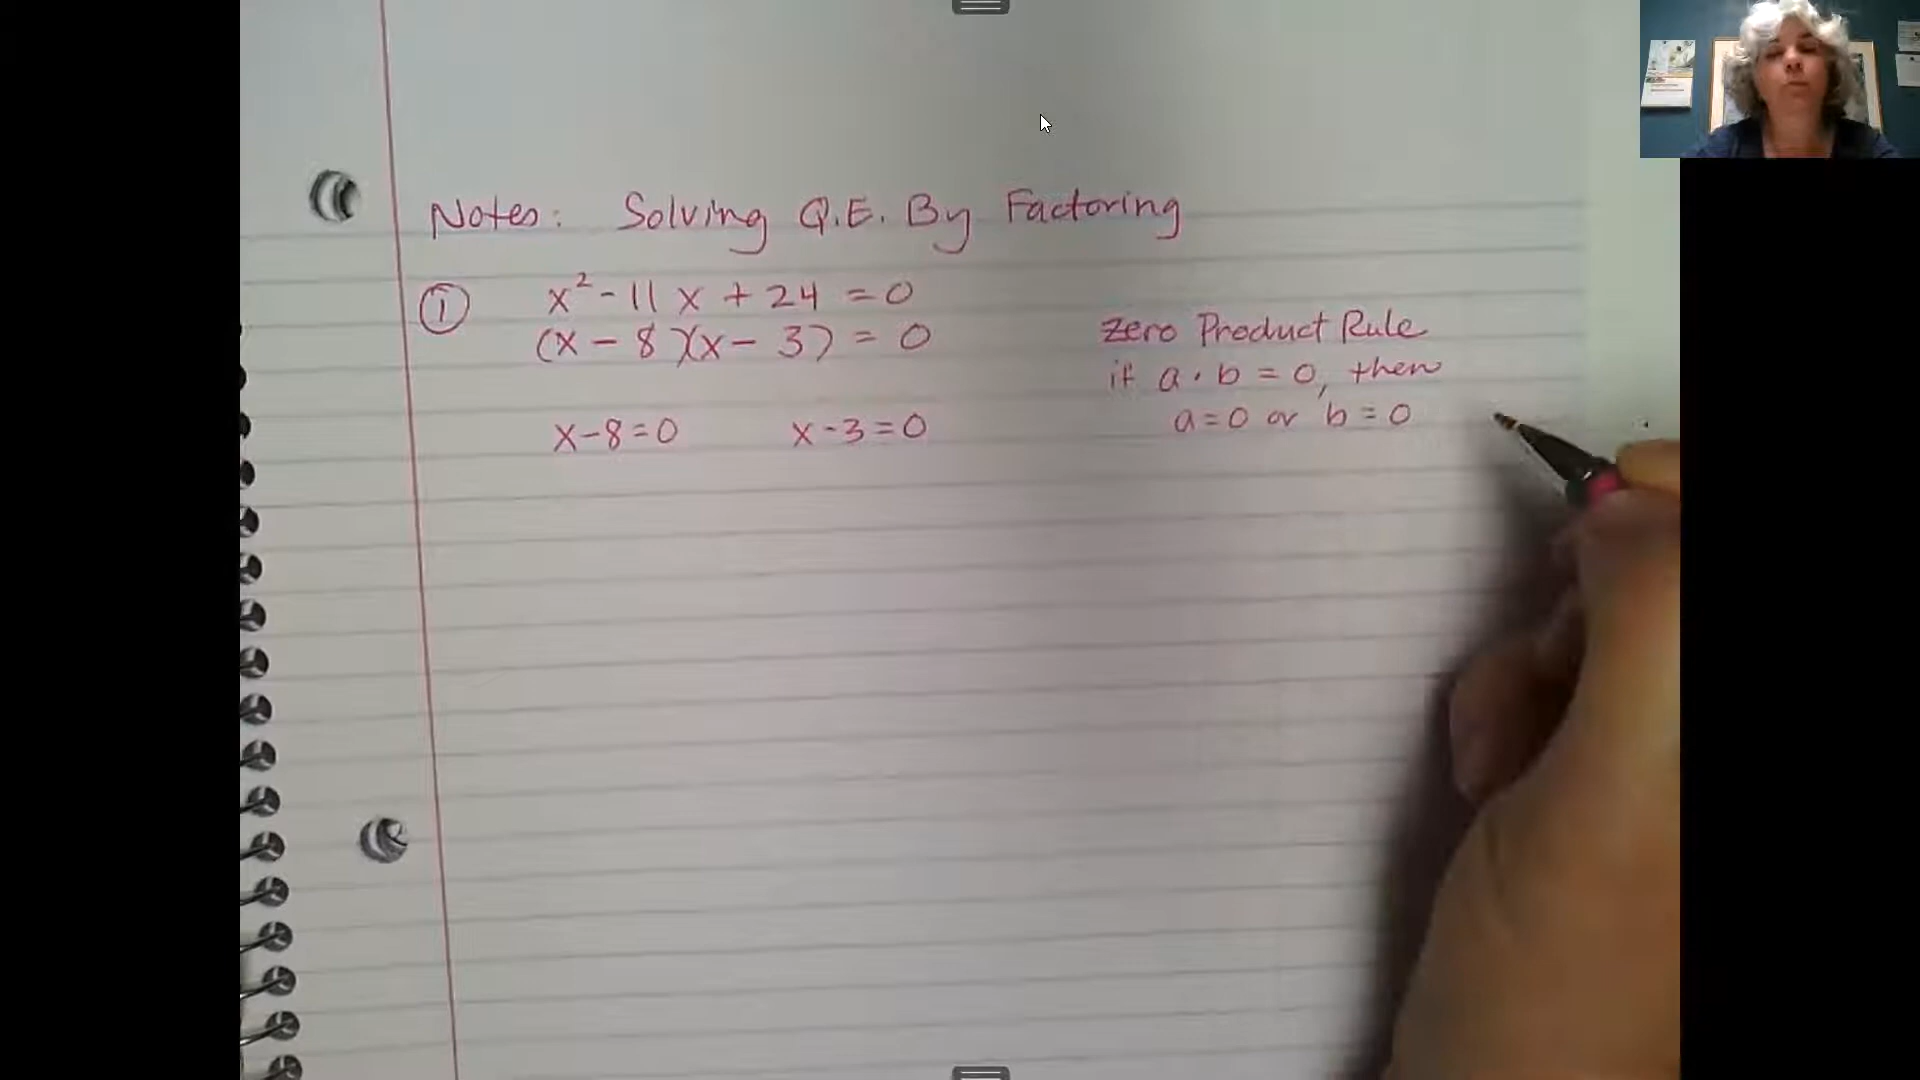 Notes: Solving Q.E. By Factoring
① x² - 11x + 24 = 0
(x - 8)(x - 3) = 0
x - 8 = 0 x - 3 = 0
Zero Product Rule
if a · b = 0, then
a = 0 or b = 0